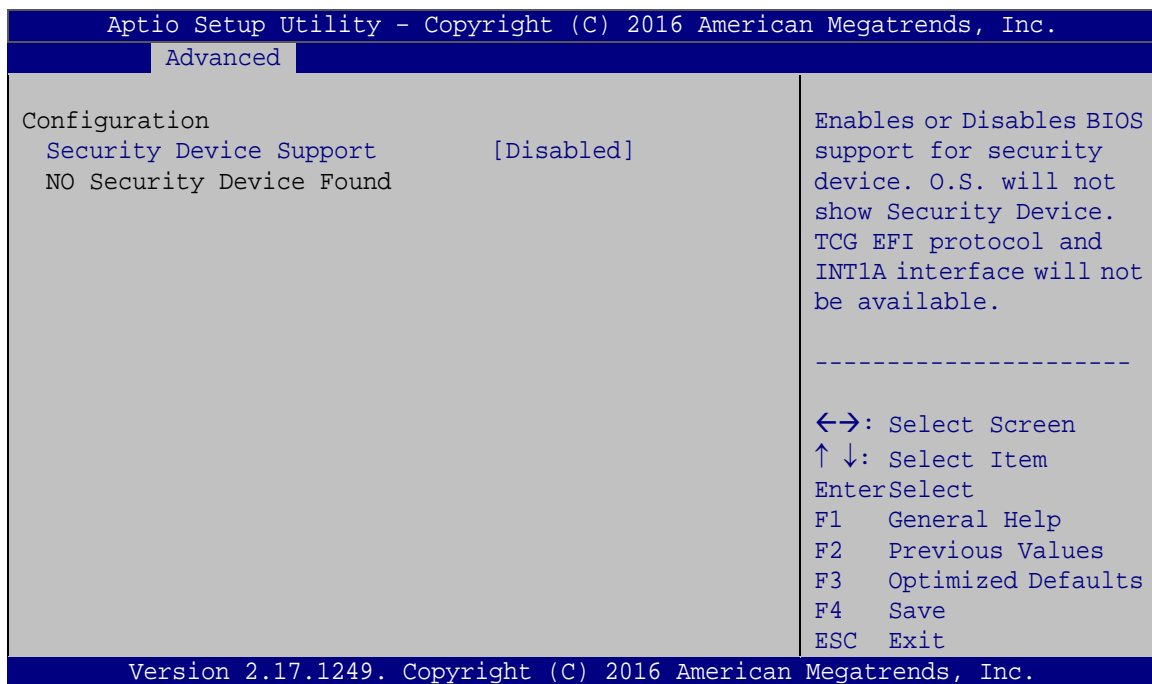 Aptio Setup Utility – Copyright (C) 2016 American Megatrends, Inc.
Advanced
Configuration
Security Device Support [Disabled]
NO Security Device Found
Enables or Disables BIOS
support for security
device. O.S. will not
show Security Device.
TCG EFI protocol and
INT1A interface will not
be available.
----------------------
←→: Select Screen
↑ ↓: Select Item
EnterSelect
F1 General Help
F2 Previous Values
F3 Optimized Defaults
F4 Save
ESC Exit
Version 2.17.1249. Copyright (C) 2016 American Megatrends, Inc.